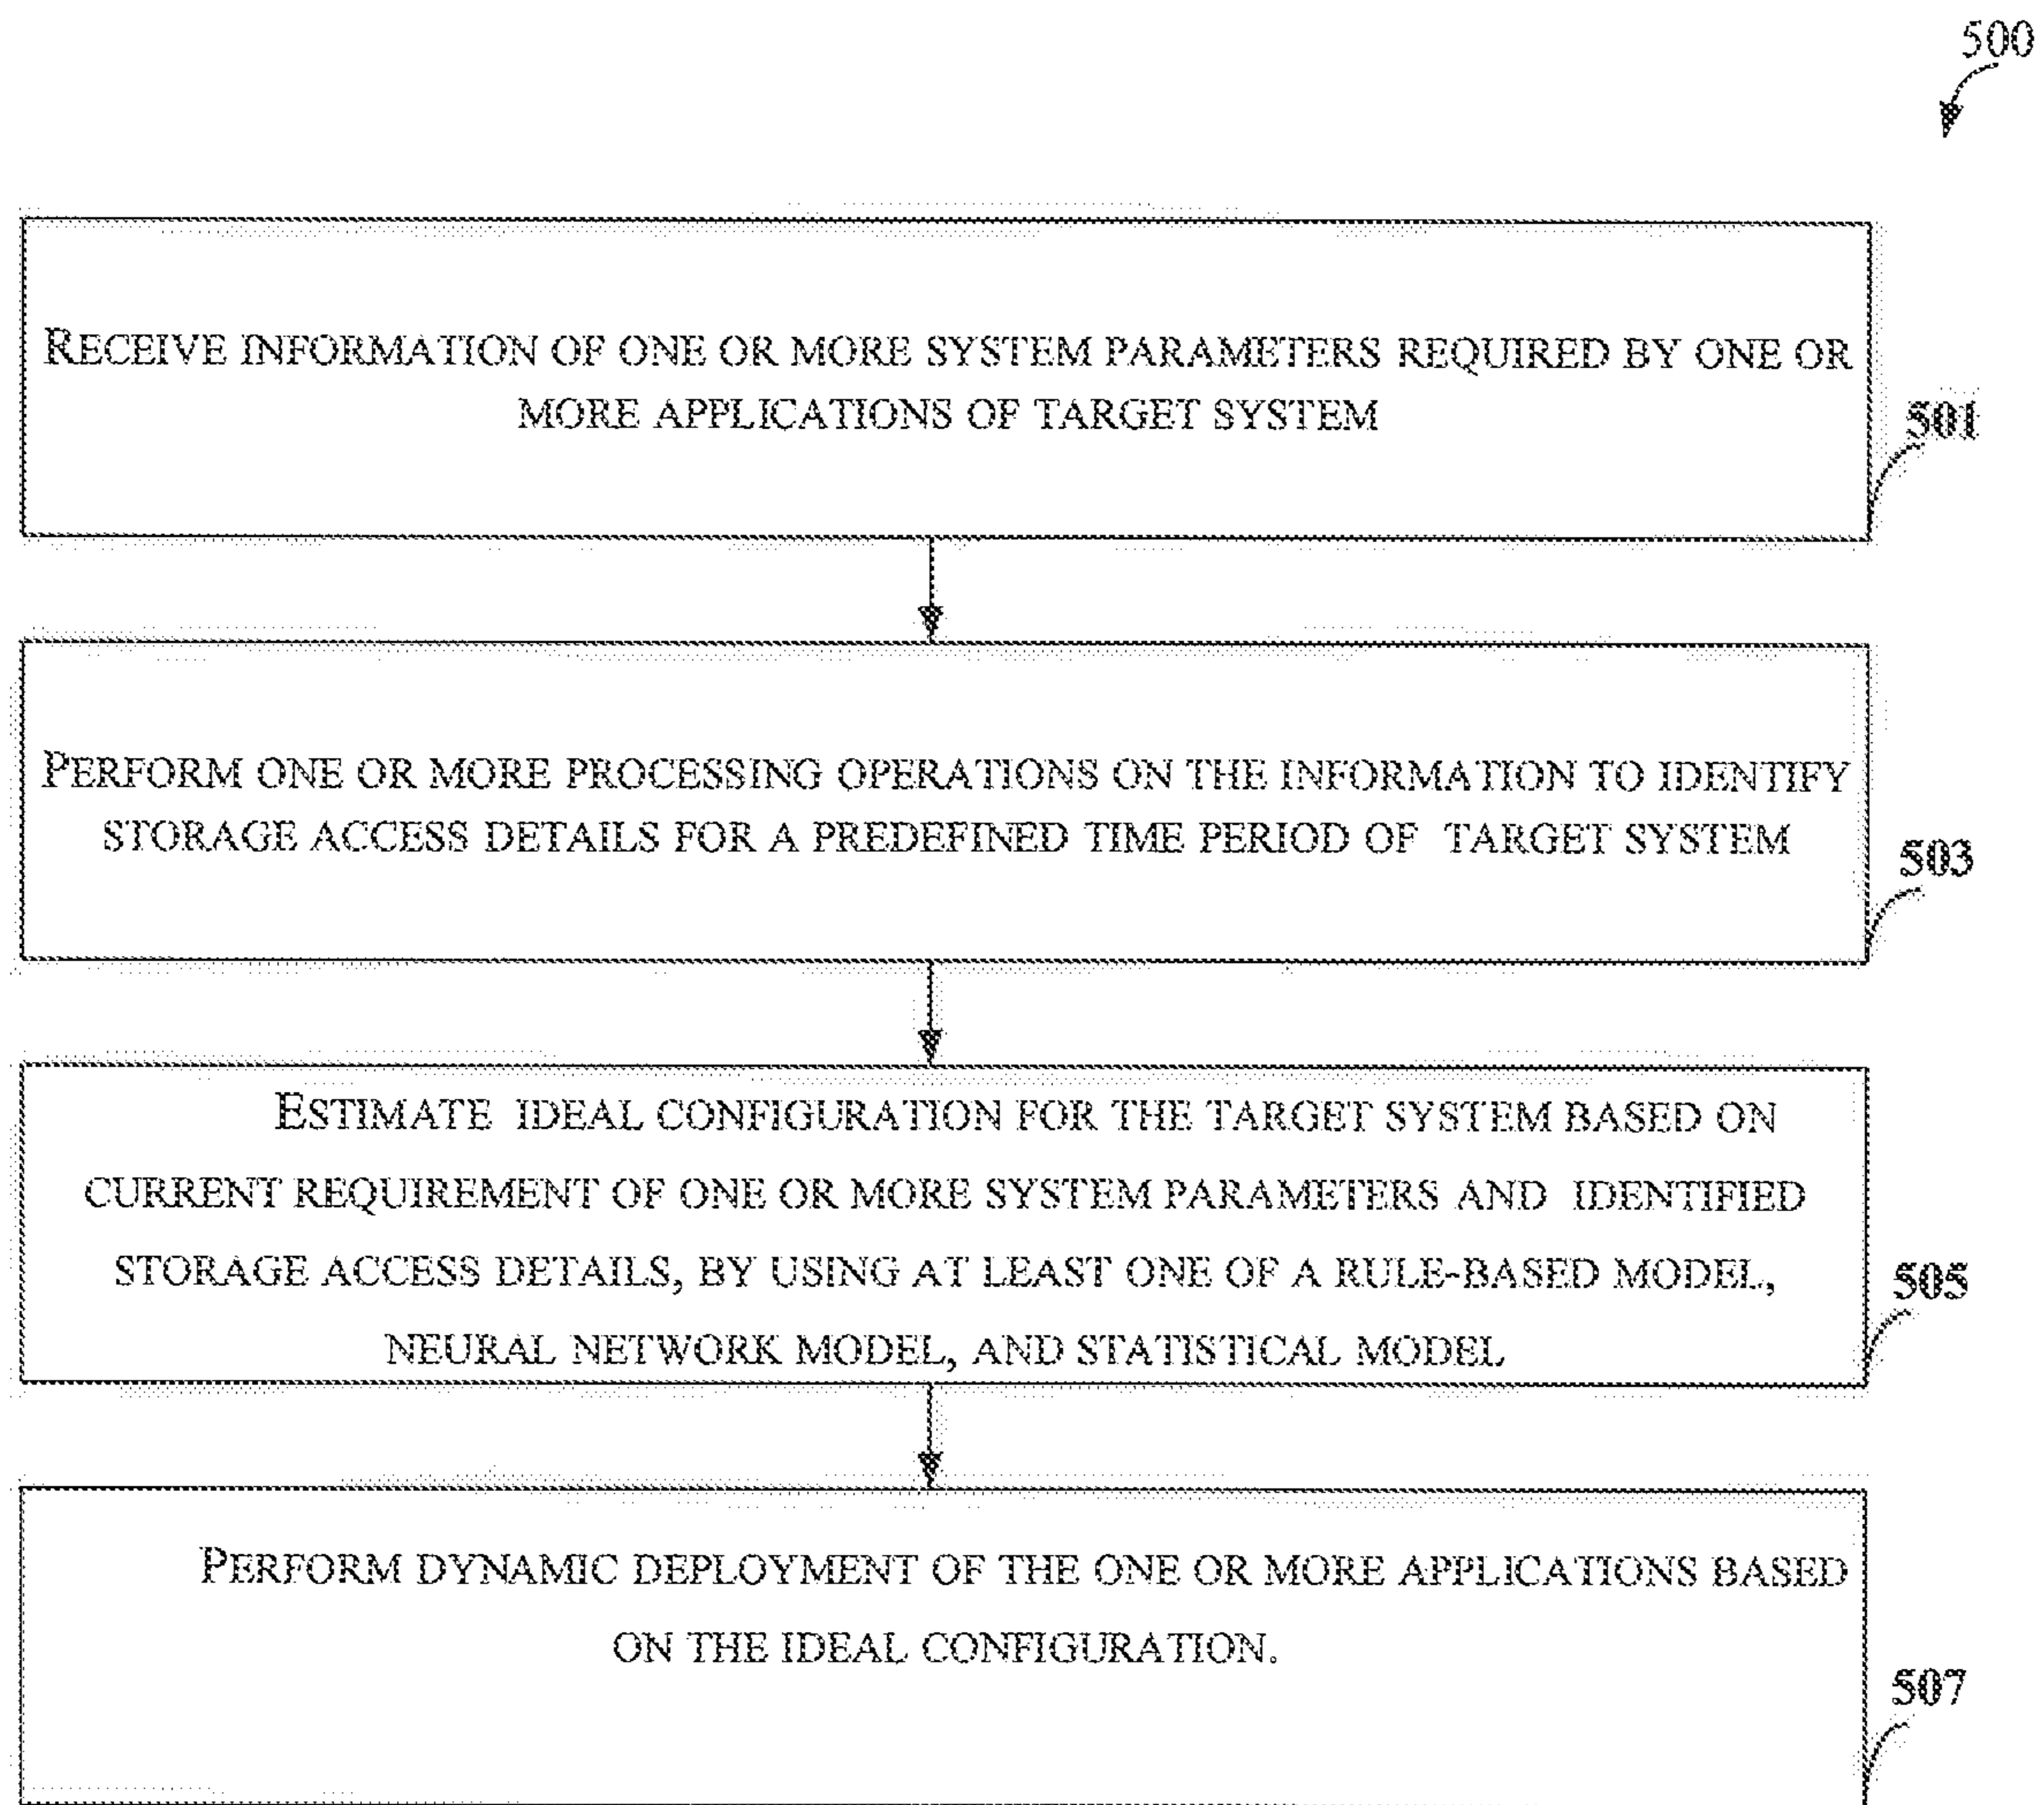 500
RECEIVE INFORMATION OF ONE OR MORE SYSTEM PARAMETERS REQUIRED BY ONE OR
MORE APPLICATIONS OF TARGET SYSTEM
501
PERFORM ONE OR MORE PROCESSING OPERATIONS ON THE INFORMATION TO IDENTIFY
STORAGE ACCESS DETAILS FOR A PREDEFINED TIME PERIOD OF TARGET SYSTEM
503
ESTIMATE IDEAL CONFIGURATION FOR THE TARGET SYSTEM BASED ON
CURRENT REQUIREMENT OF ONE OR MORE SYSTEM PARAMETERS AND IDENTIFIED
STORAGE ACCESS DETAILS, BY USING AT LEAST ONE OF A RULE-BASED MODEL,
NEURAL NETWORK MODEL, AND STATISTICAL MODEL
505
PERFORM DYNAMIC DEPLOYMENT OF THE ONE OR MORE APPLICATIONS BASED
ON THE IDEAL CONFIGURATION.
507